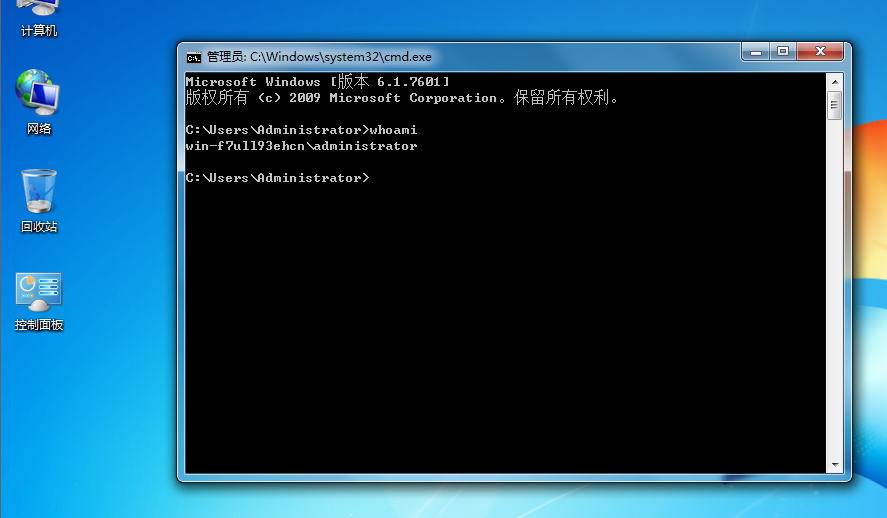 计算机
网络
回收站
控制面板
管理员: C:\Windows\system32\cmd.exe
Microsoft Windows [版本 6.1.7601]
版权所有 (c) 2009 Microsoft Corporation。保留所有权利。
C:\Users\Administrator>whoami
win-f7ull93ehcn\administrator
C:\Users\Administrator>